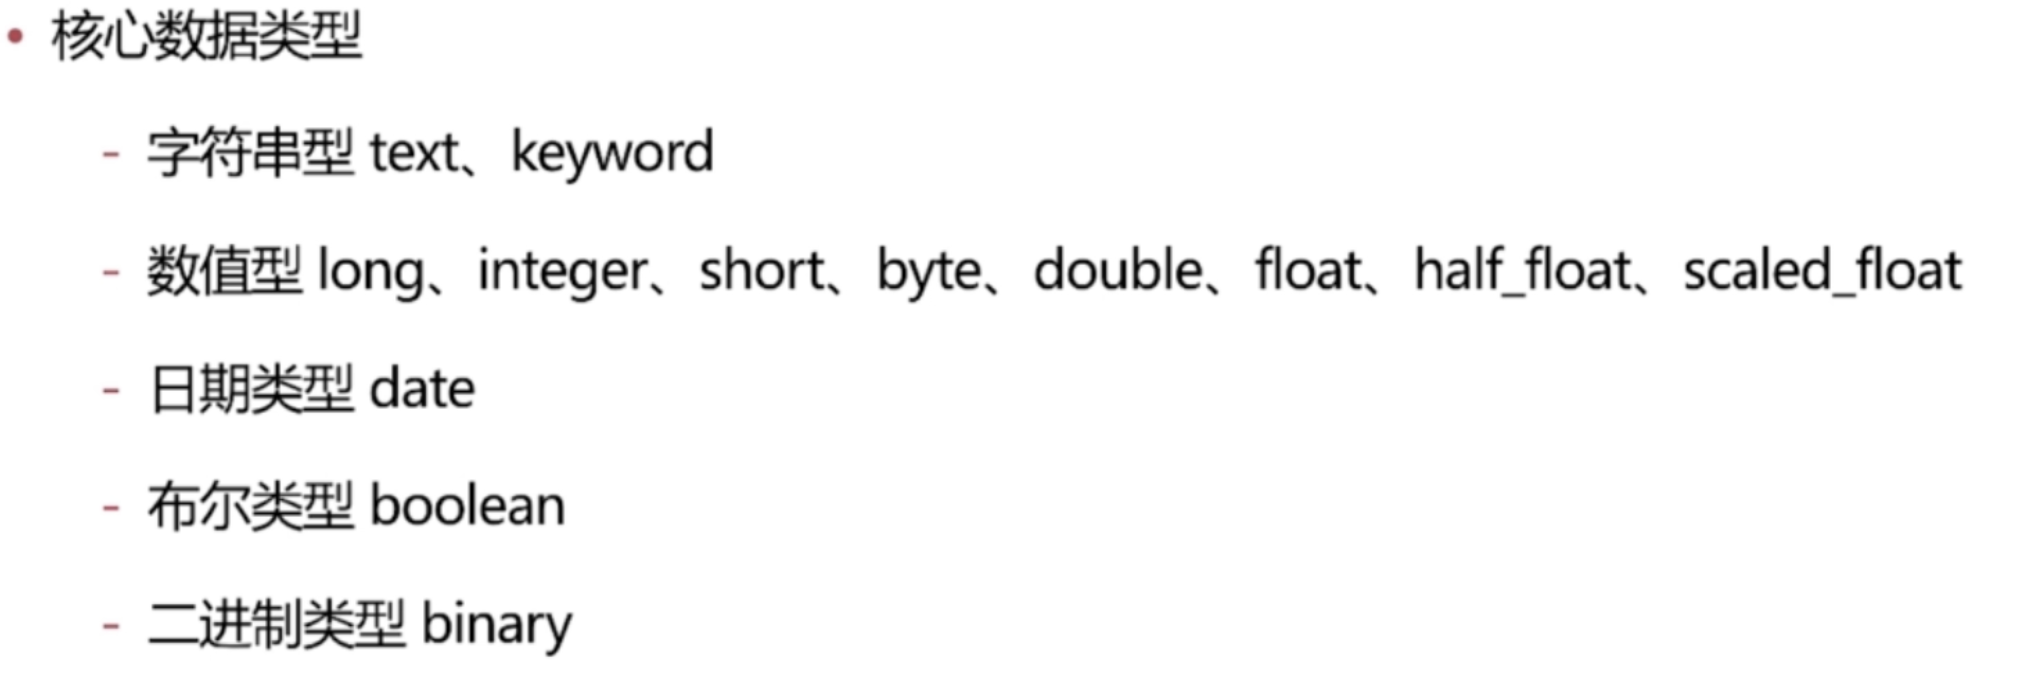 • 核心数据类型
- 字符串型 text、keyword
- 数值型 long、integer、short、byte、double、float、half_float、scaled_float
- 日期类型 date
- 布尔类型 boolean
- 二进制类型 binary